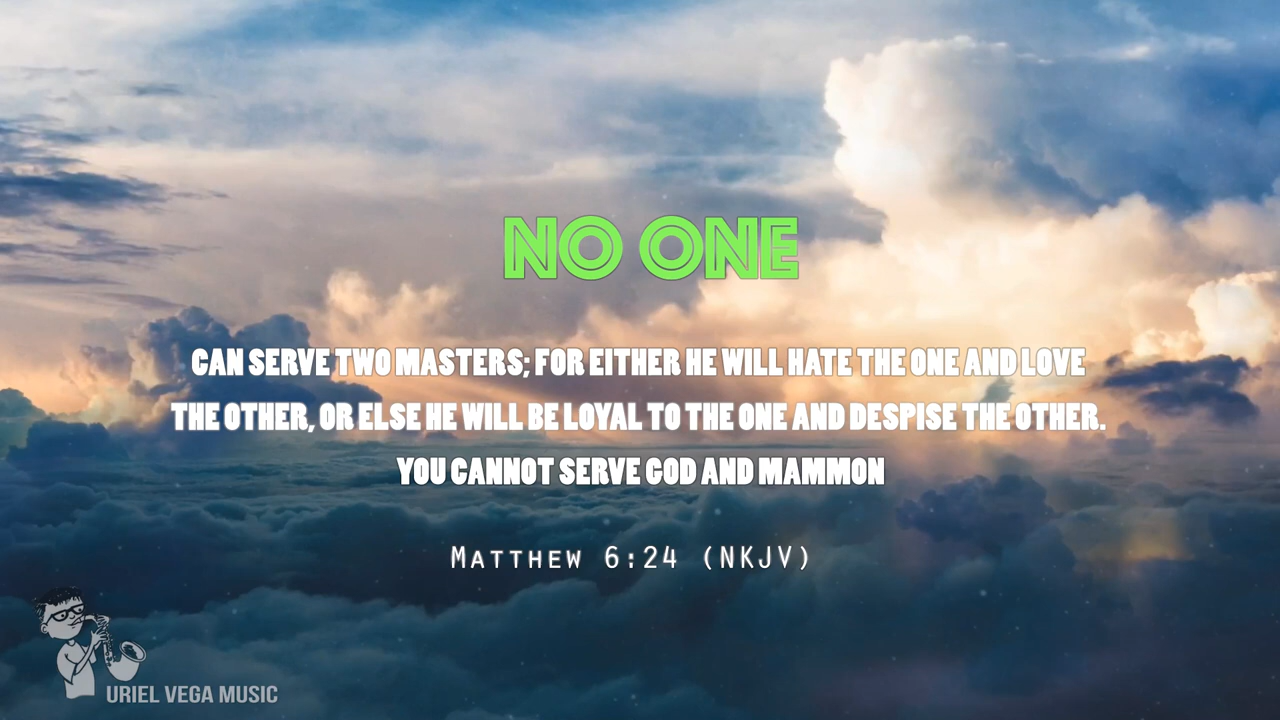 NO ONE
CAN SERVE TWO MASTERS; FOR EITHER HE WILL HATE THE ONE AND LOVE
THE OTHER, OR ELSE HE WILL BE LOYAL TO THE ONE AND DESPISE THE OTHER.
YOU CANNOT SERVE GOD AND MAMMON
Matthew 6:24 (NKJV)
URIEL VEGA MUSIC